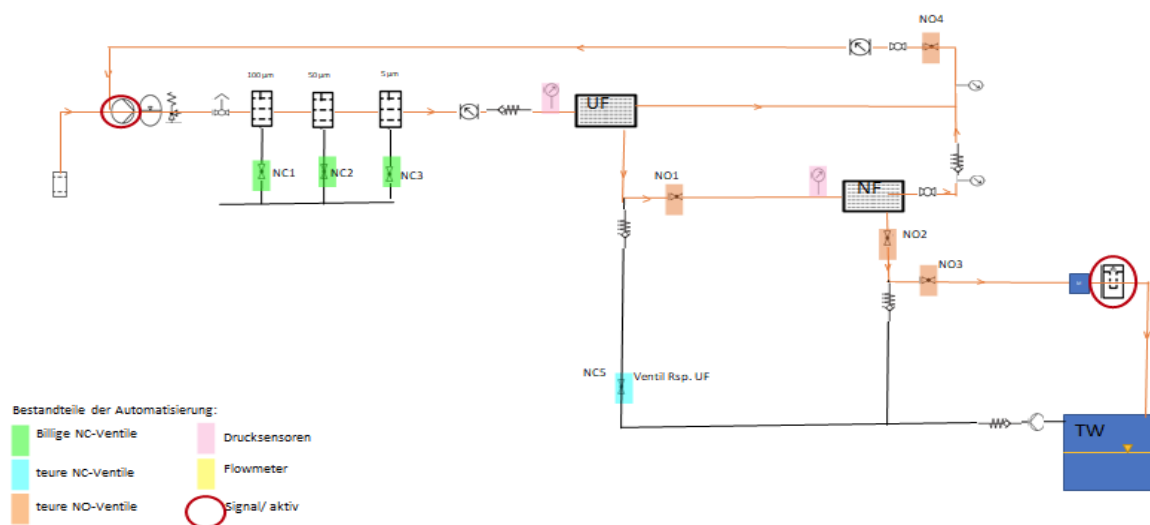 NO4
100 µm
50 µm
5 µm
UF
NC1
NC2
NC3
NO1
NF
NO2
NO3
NC5
Ventil Rsp. UF
TW
Bestandteile der Automatisierung:
Billige NC-Ventile
Drucksensoren
teure NC-Ventile
Flowmeter
teure NO-Ventile
Signal/ aktiv